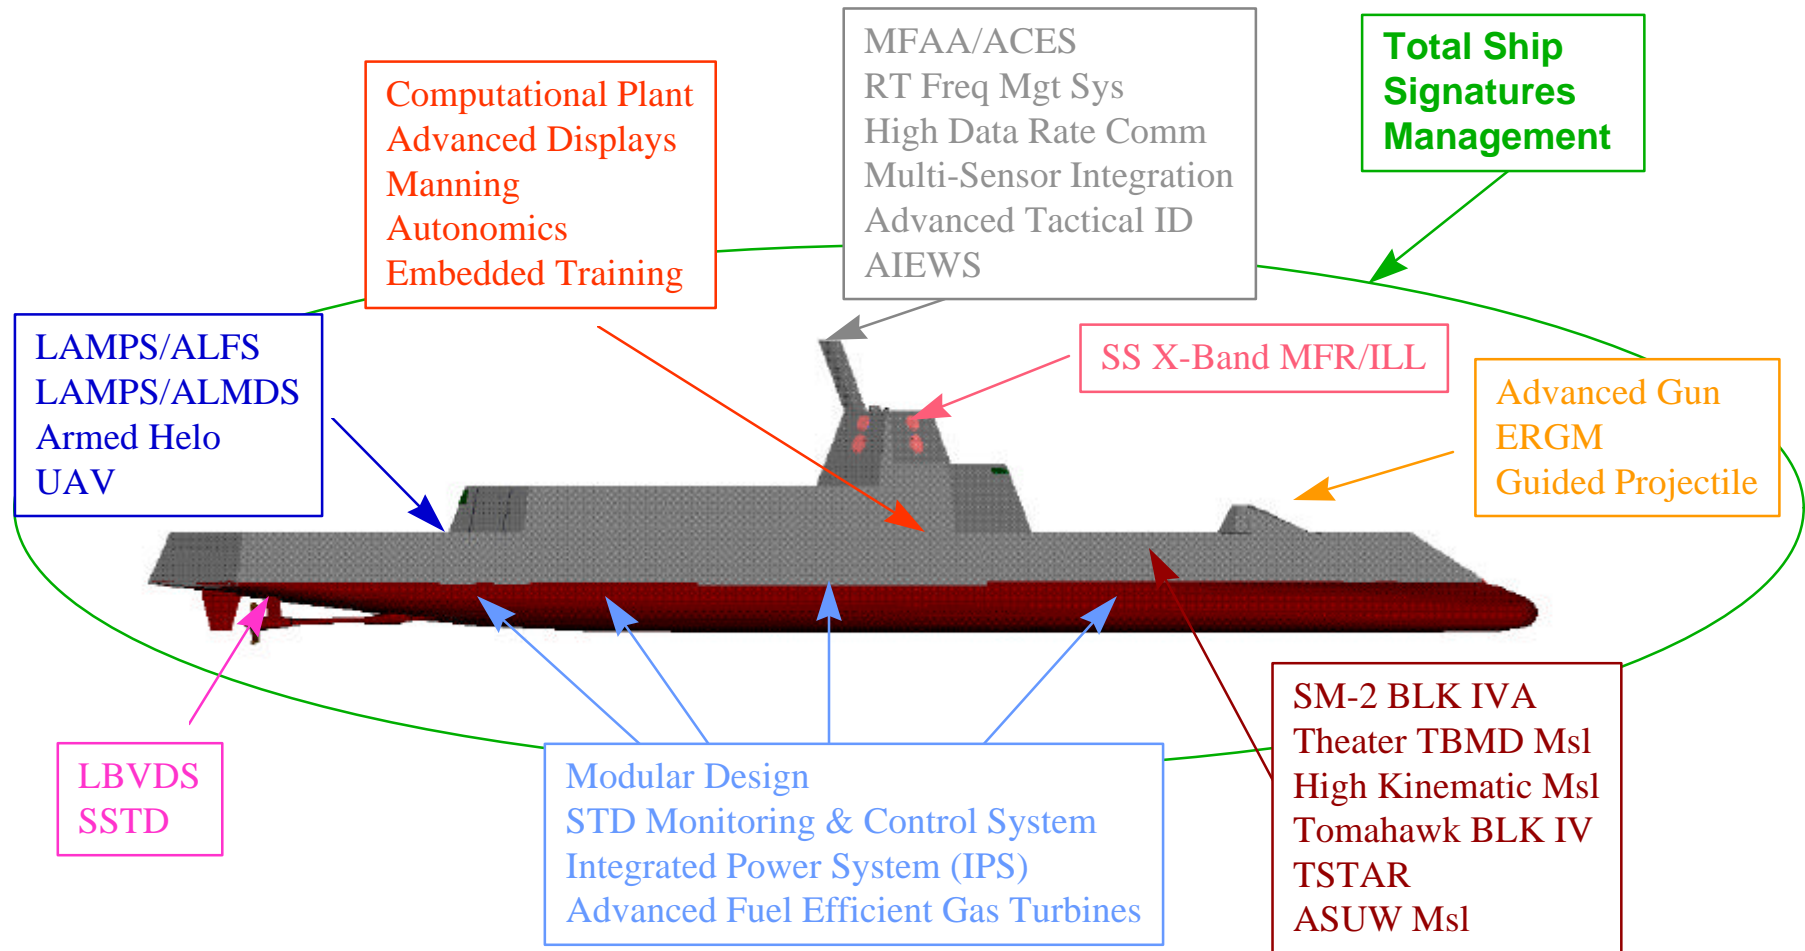 MFAA/ACES
RT Freq Mgt Sys
High Data Rate Comm
Multi-Sensor Integration
Advanced Tactical ID
AIEWS
Total Ship
Signatures
Management
Computational Plant
Advanced Displays
Manning
Autonomics
Embedded Training
LAMPS/ALFS
LAMPS/ALMDS
Armed Helo
UAV
SS X-Band MFR/ILL
Advanced Gun
ERGM
Guided Projectile
LBVDS
SSTD
Modular Design
STD Monitoring & Control System
Integrated Power System (IPS)
Advanced Fuel Efficient Gas Turbines
SM-2 BLK IVA
Theater TBMD Msl
High Kinematic Msl
Tomahawk BLK IV
TSTAR
ASUW Msl